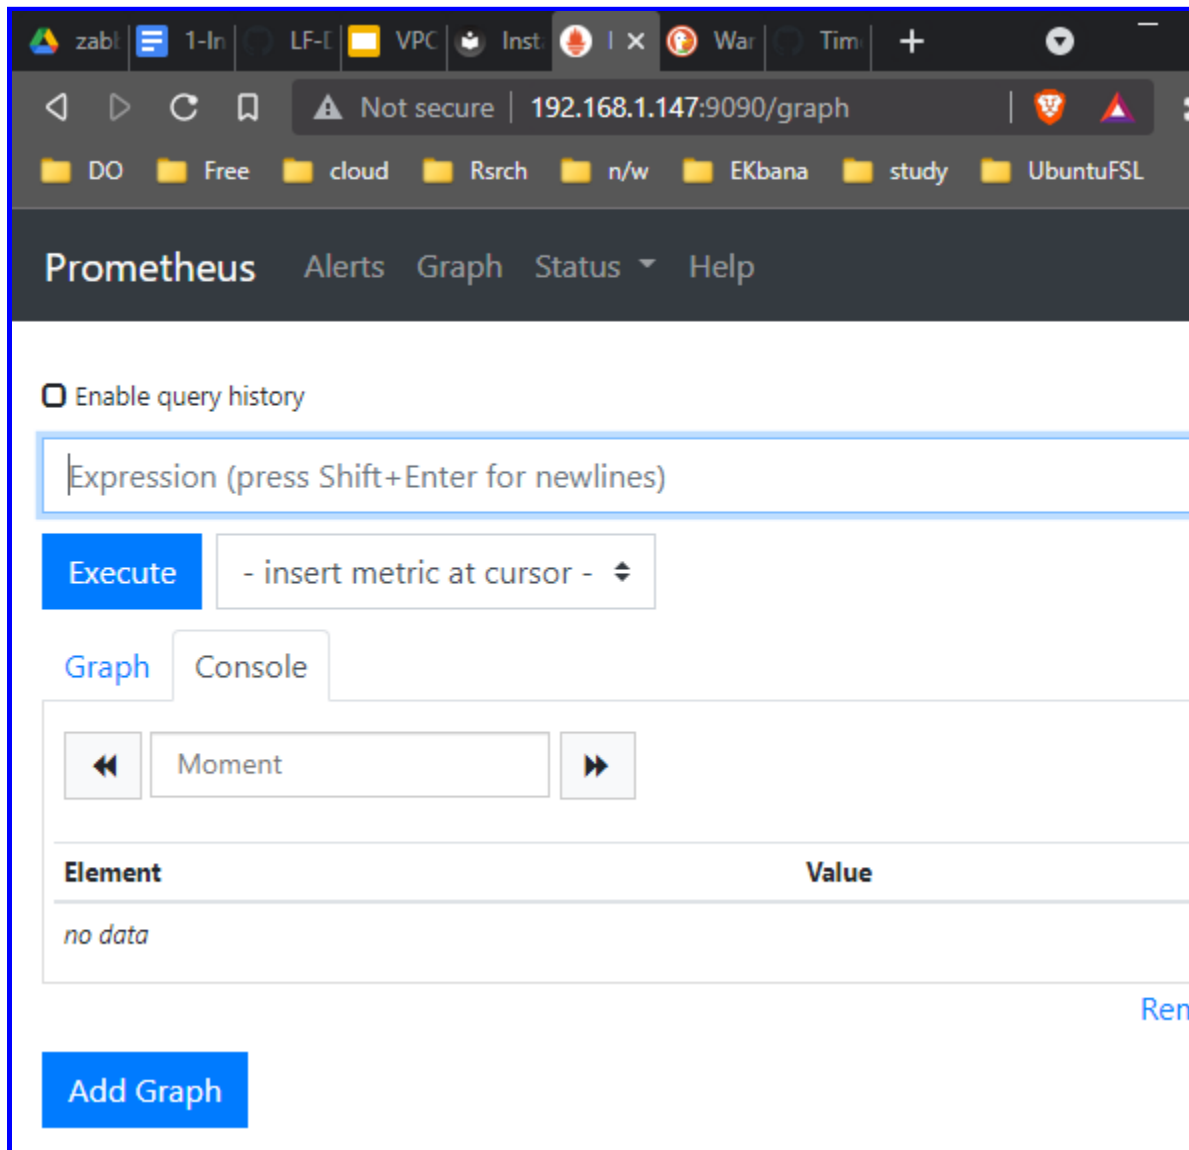 zab 1-In LF-D VPC Inst War Tim +
Not secure | 192.168.1.147:9090/graph
DO Free cloud Rsrch n/w EKbana study UbuntuFSL
Prometheus Alerts Graph Status Help
Enable query history
Expression (press Shift+Enter for newlines)
Execute - insert metric at cursor -
Graph Console
Moment
Element Value
no data
Rem
Add Graph